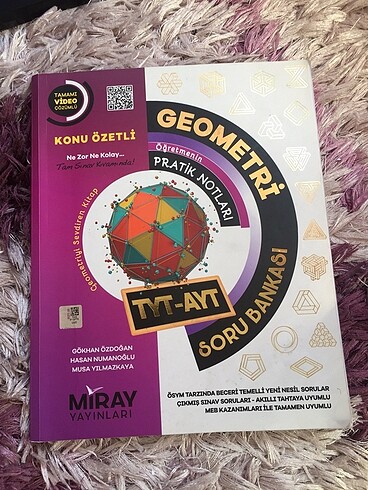 TAMAMI
VİDEO
ÇÖZÜMLÜ
KONU ÖZETLİ
Ne Zor Ne Kolay...
Tam Sınav Kıvamında!
GEOMETRİ
SORU BANKASI
Öğretmenin
PRATİK NOTLARI
Geometriyi Sevdiren Kitap
TYT-AYT
GÖKHAN ÖZDOĞAN
HASAN NUMANOĞLU
MUSA YILMAZKAYA
MİRAY
YAYINLARI
ÖSYM TARZINDA BECERİ TEMELLİ YENİ NESİL SORULAR
ÇIKMIŞ SINAV SORULARI - AKILLI TAHTAYA UYUMLU
MEB KAZANIMLARI İLE TAMAMEN UYUMLU